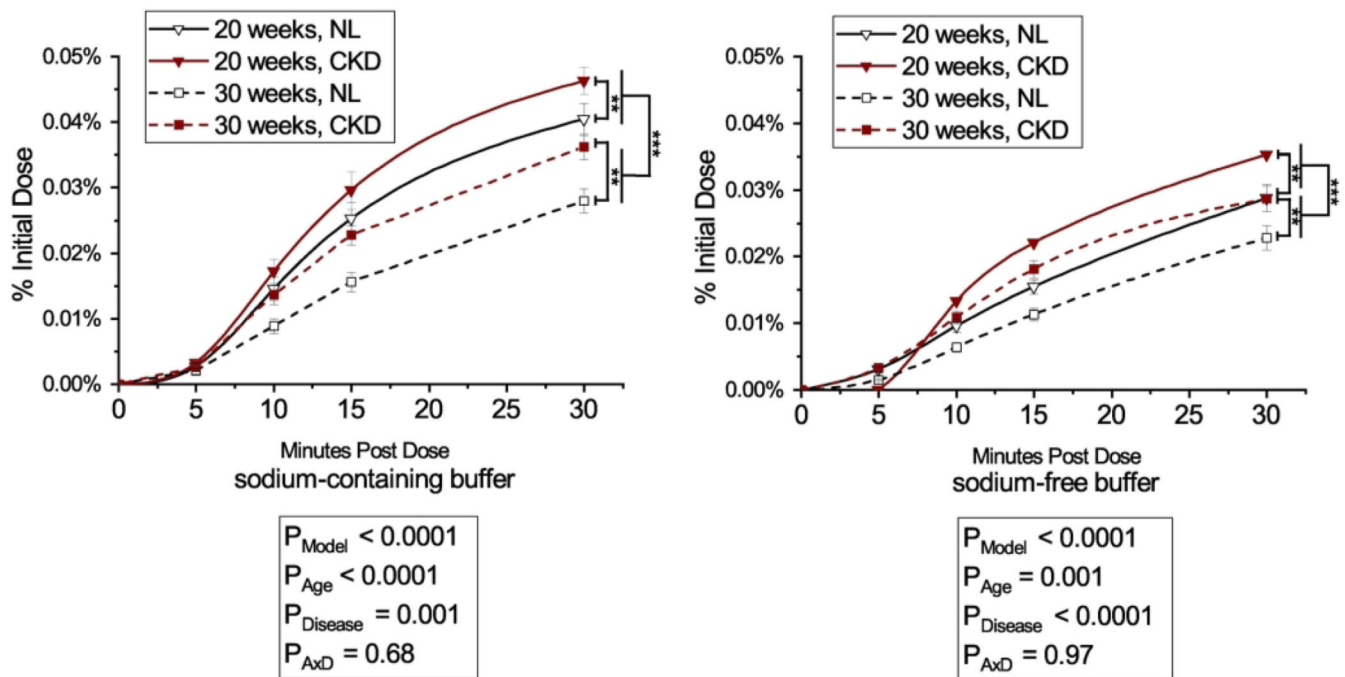 20 weeks, NL
20 weeks, CKD
30 weeks, NL
30 weeks, CKD
% Initial Dose
0.05%
0.04%
0.03%
0.02%
0.01%
0.00%
**
**
***
0 5 10 15 20 25 30
Minutes Post Dose
sodium-containing buffer
P_Model < 0.0001
P_Age < 0.0001
P_Disease = 0.001
P_AxD = 0.68
20 weeks, NL
20 weeks, CKD
30 weeks, NL
30 weeks, CKD
% Initial Dose
0.05%
0.04%
0.03%
0.02%
0.01%
0.00%
**
**
***
0 5 10 15 20 25 30
Minutes Post Dose
sodium-free buffer
P_Model < 0.0001
P_Age = 0.001
P_Disease < 0.0001
P_AxD = 0.97